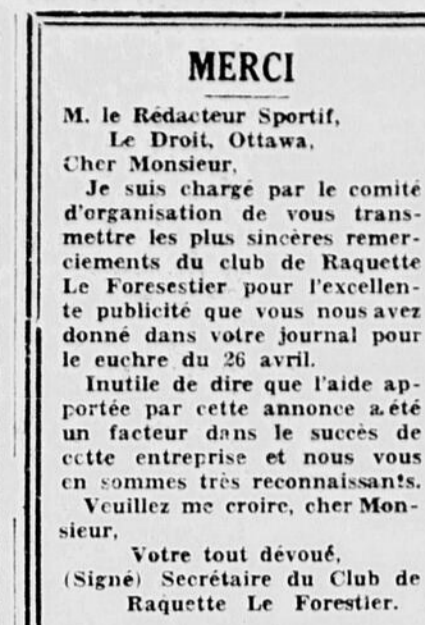 MERCI
M. le Rédacteur Sportif,
Le Droit, Ottawa,
Cher Monsieur,
Je suis chargé par le comité
d'organisation de vous trans-
mettre les plus sincères remer-
ciements du club de Raquette
Le Foresestier pour l'excellen-
te publicité que vous nous avez
donné dans votre journal pour
le euchre du 26 avril.
Inutile de dire que l'aide ap-
portée par cette annonce a été
un facteur dans le succès de
cette entreprise et nous vous
en sommes très reconnaissants.
Veuillez me croire, cher Mon-
sieur,
Votre tout dévoué,
(Signé) Secrétaire du Club de
Raquette Le Forestier.